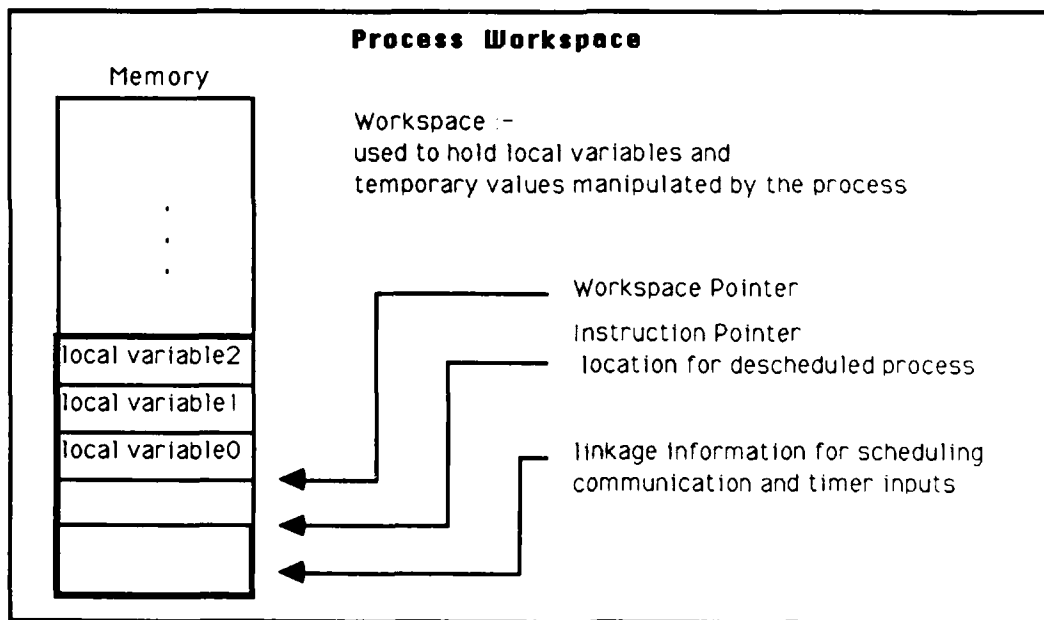 Process Workspace
Memory
Workspace :-
used to hold local variables and
temporary values manipulated by the process
Workspace Pointer
Instruction Pointer
location for descheduled process
local variable2
local variable1
local variable0
linkage information for scheduling
communication and timer inputs